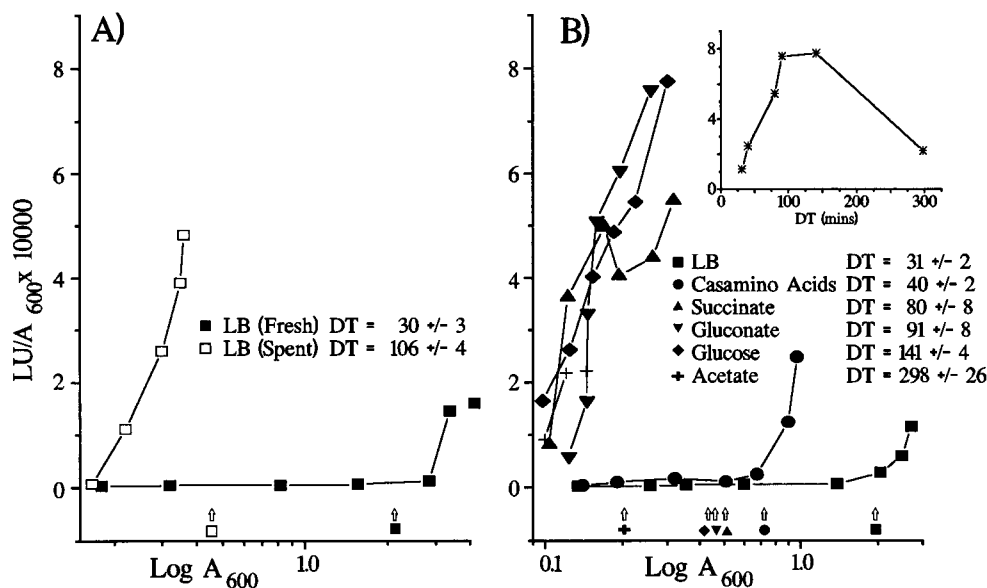 A)
8
6
4
2
0
LU/A 600 x 10000
LB (Fresh) DT = 30 +/- 3
LB (Spent) DT = 106 +/- 4
1.0
Log A 600
B)
8
6
4
2
0
8
6
4
2
0
0
100
200
300
DT (mins)
LB DT = 31 +/- 2
Casamino Acids DT = 40 +/- 2
Succinate DT = 80 +/- 8
Gluconate DT = 91 +/- 8
Glucose DT = 141 +/- 4
Acetate DT = 298 +/- 26
0.1
1.0
Log A 600